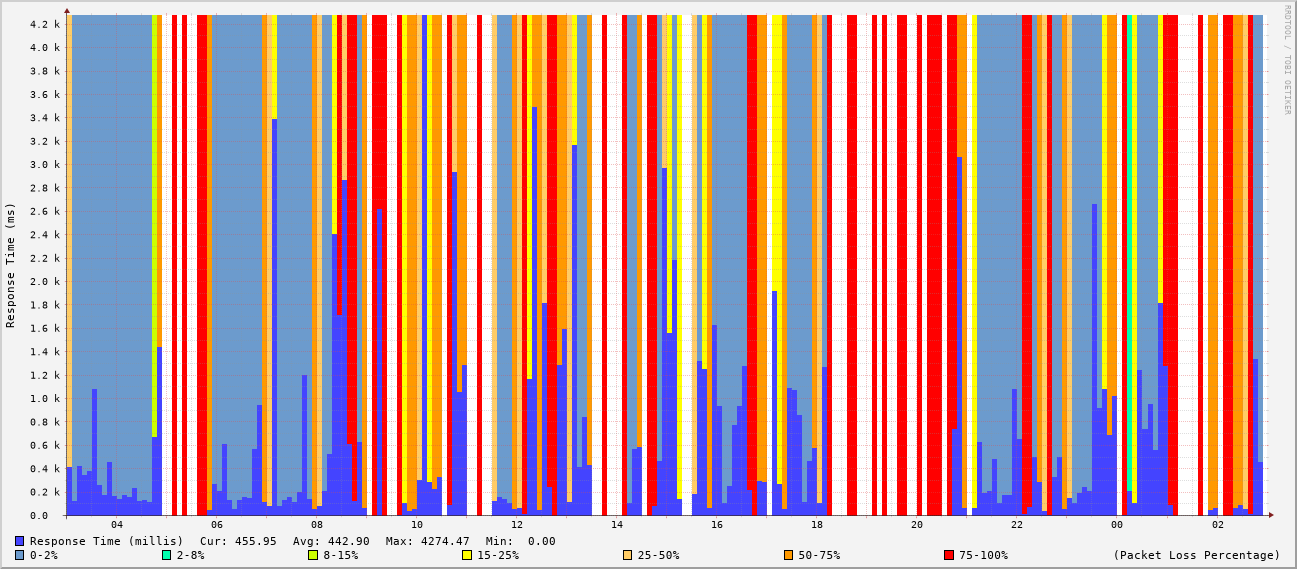 RRDTOOL / TOBI OETIKER
Response Time (ms)
4.2 k
4.0 k
3.8 k
3.6 k
3.4 k
3.2 k
3.0 k
2.8 k
2.6 k
2.4 k
2.2 k
2.0 k
1.8 k
1.6 k
1.4 k
1.2 k
1.0 k
0.8 k
0.6 k
0.4 k
0.2 k
0.0
04 06 08 10 12 14 16 18 20 22 00 02
Response Time (millis) Cur: 455.95 Avg: 442.90 Max: 4274.47 Min: 0.00
0-2% 2-8% 8-15% 15-25% 25-50% 50-75% 75-100% (Packet Loss Percentage)